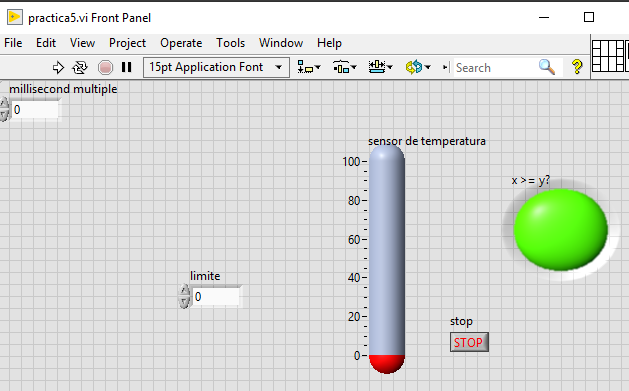 practica5.vi Front Panel
File Edit View Project Operate Tools Window Help
15pt Application Font
Search
?
millisecond multiple
0
sensor de temperatura
100
80
60
40
20
0
x >= y?
limite
0
stop
STOP